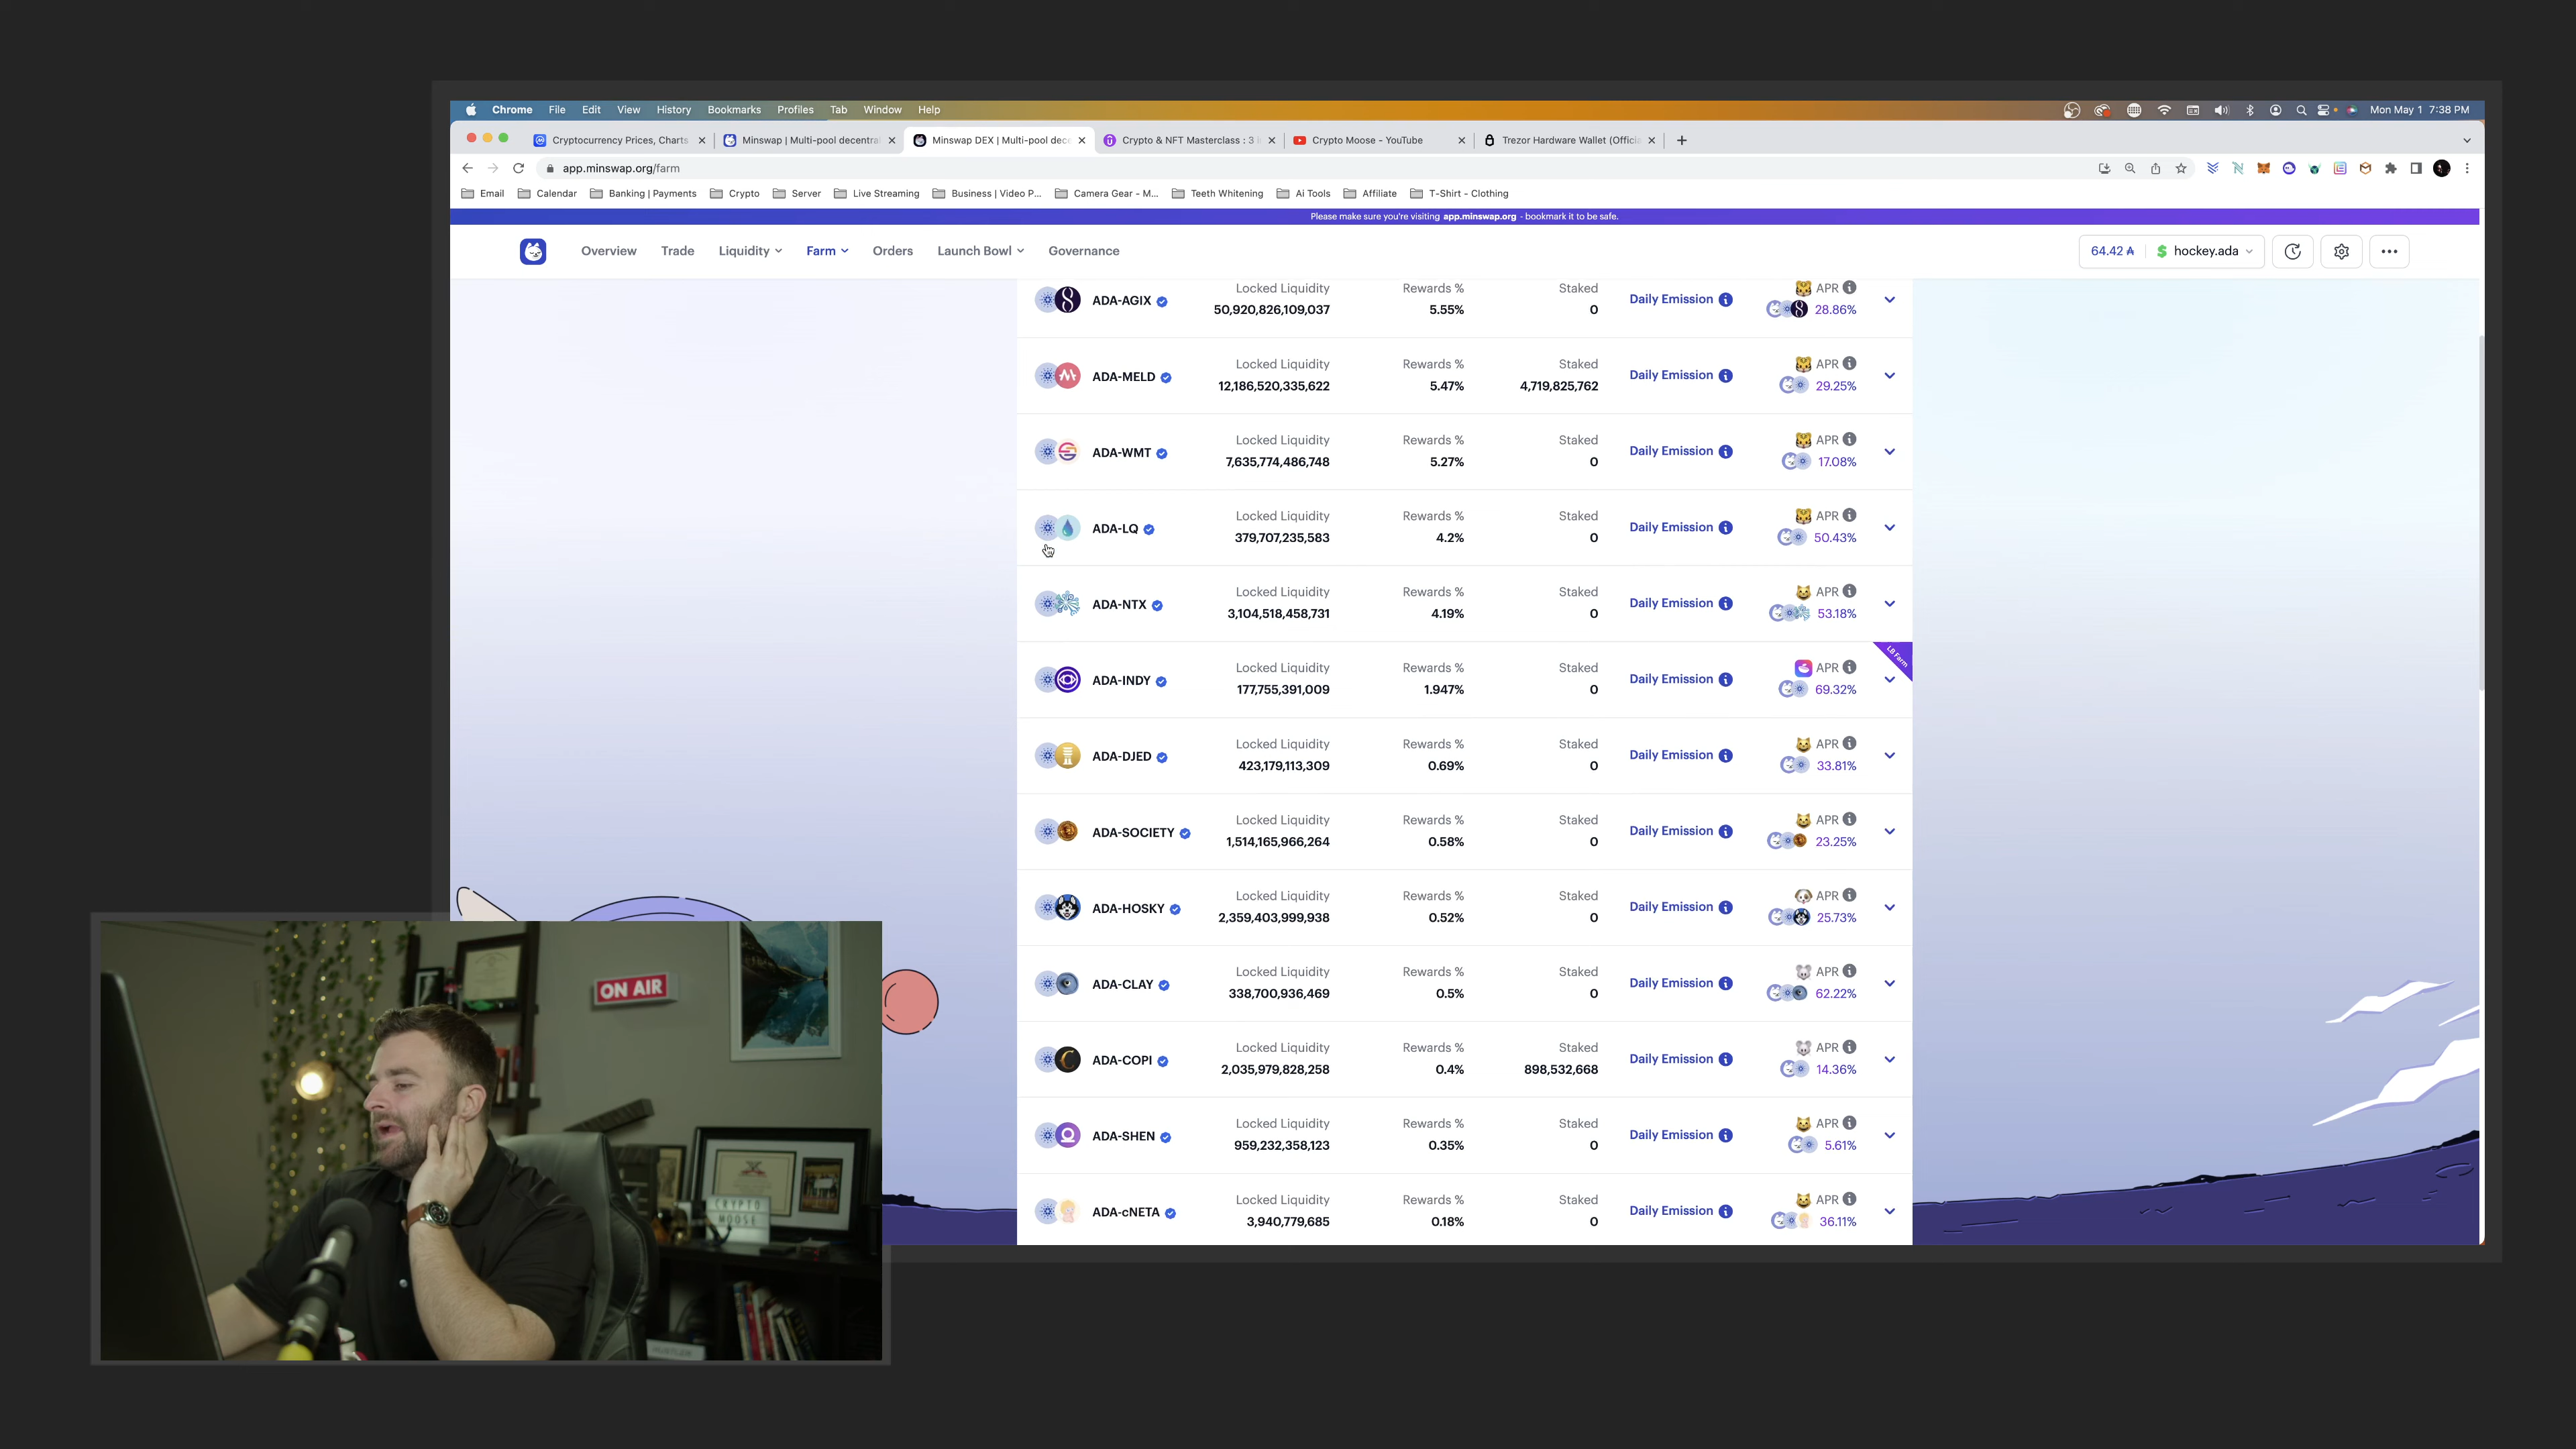 Chrome File Edit View History Bookmarks Profiles Tab Window Help
Mon May 1 7:38 PM
Cryptocurrency Prices, Charts
Minswap | Multi-pool decentral
Minswap DEX | Multi-pool dec
Crypto & NFT Masterclass : 3
Crypto Moose - YouTube
Trezor Hardware Wallet (Offici
app.minswap.org/farm
Email Calendar Banking | Payments Crypto Server Live Streaming Business | Video P... Camera Gear - M... Teeth Whitening Ai Tools Affiliate T-Shirt - Clothing
Please make sure you're visiting app.minswap.org - bookmark it to be safe.
Overview Trade Liquidity Farm Orders Launch Bowl Governance
64.42 ₳ $ hockey.ada
Locked Liquidity Rewards % Staked APR
ADA-AGIX Daily Emission
50,920,826,109,037 5.55% 0 28.86%
Locked Liquidity Rewards % Staked APR
ADA-MELD Daily Emission
12,186,520,335,622 5.47% 4,719,825,762 29.25%
Locked Liquidity Rewards % Staked APR
ADA-WMT Daily Emission
7,635,774,486,748 5.27% 0 17.08%
Locked Liquidity Rewards % Staked APR
ADA-LQ Daily Emission
379,707,235,583 4.2% 0 50.43%
Locked Liquidity Rewards % Staked APR
ADA-NTX Daily Emission
3,104,518,458,731 4.19% 0 53.18%
LB Farm
Locked Liquidity Rewards % Staked APR
ADA-INDY Daily Emission
177,755,391,009 1.947% 0 69.32%
Locked Liquidity Rewards % Staked APR
ADA-DJED Daily Emission
423,179,113,309 0.69% 0 33.81%
Locked Liquidity Rewards % Staked APR
ADA-SOCIETY Daily Emission
1,514,165,966,264 0.58% 0 23.25%
Locked Liquidity Rewards % Staked APR
ADA-HOSKY Daily Emission
2,359,403,999,938 0.52% 0 25.73%
Locked Liquidity Rewards % Staked APR
ADA-CLAY Daily Emission
338,700,936,469 0.5% 0 62.22%
Locked Liquidity Rewards % Staked APR
ADA-COPI Daily Emission
2,035,979,828,258 0.4% 898,532,668 14.36%
Locked Liquidity Rewards % Staked APR
ADA-SHEN Daily Emission
959,232,358,123 0.35% 0 5.61%
Locked Liquidity Rewards % Staked APR
ADA-cNETA Daily Emission
3,940,779,685 0.18% 0 36.11%
ON AIR
CRYPTO
MOOSE